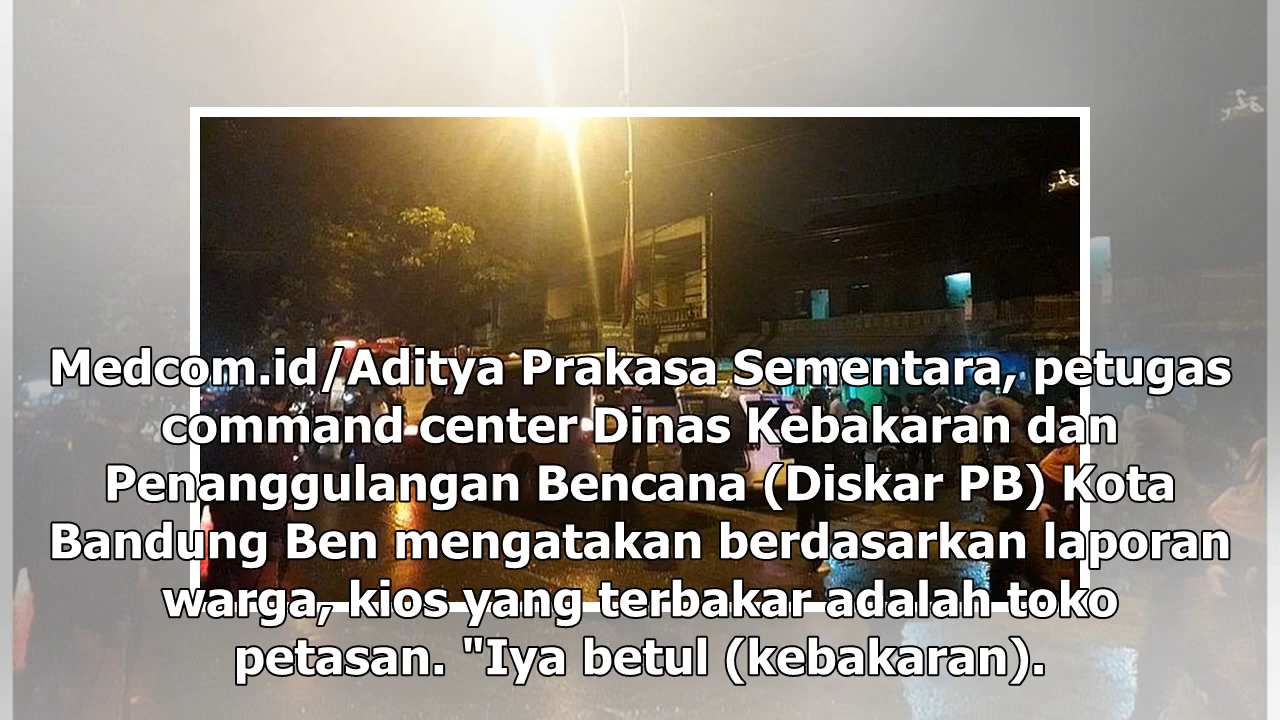 Medcom.id/Aditya Prakasa Sementara, petugas
command center Dinas Kebakaran dan
Penanggulangan Bencana (Diskar PB) Kota
Bandung Ben mengatakan berdasarkan laporan
warga, kios yang terbakar adalah toko
petasan. "Iya betul (kebakaran).